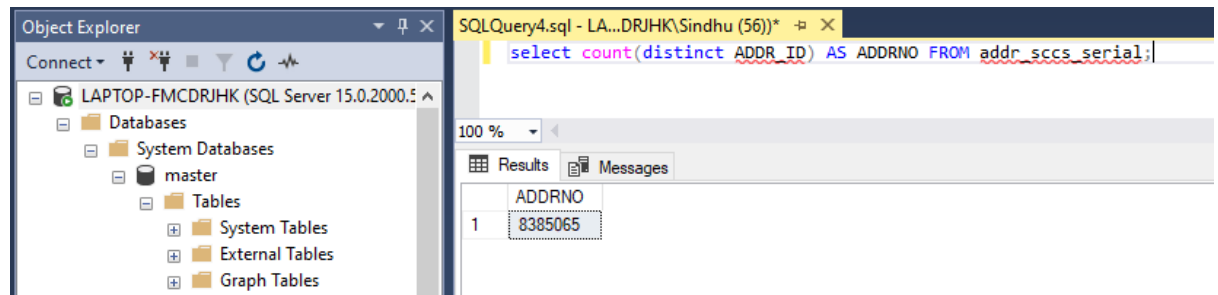 Object Explorer
Connect
LAPTOP-FMCDRJHK (SQL Server 15.0.2000.5
Databases
System Databases
master
Tables
System Tables
External Tables
Graph Tables
SQLQuery4.sql - LA...DRJHK\Sindhu (56))*
select count(distinct ADDR_ID) AS ADDRNO FROM addr_sccs_serial;
100 %
Results Messages
ADDRNO
1 8385065